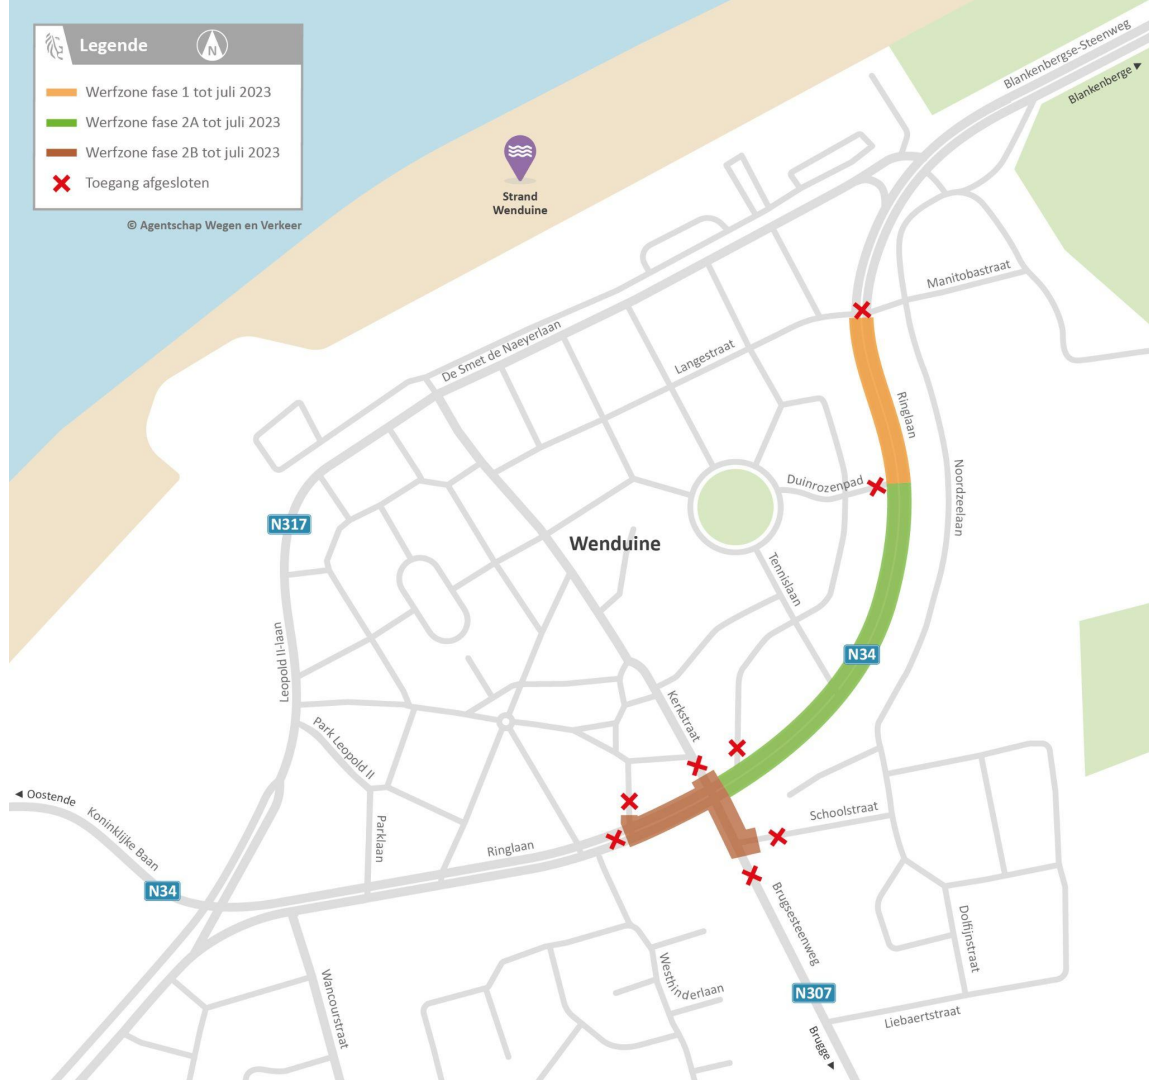 Legende
N
Werfzone fase 1 tot juli 2023
Werfzone fase 2A tot juli 2023
Werfzone fase 2B tot juli 2023
Toegang afgesloten
© Agentschap Wegen en Verkeer
Strand
Wenduine
Blankenbergse-Steenweg
Blankenberge
Manitobastraat
De Smet de Naeyerlaan
Langestraat
Ringlaan
Duinrozenpad
Noordzeelaan
N317
Wenduine
Tennislaan
Leopold II-laan
N34
Kerkstraat
Park Leopold II
Oostende
Koninklijke Baan
Parklaan
Ringlaan
Schoolstraat
N34
Brugsesteenweg
Dolfijnstraat
Wancourstraat
Westhinderlaan
N307
Liebaertstraat
Brugge